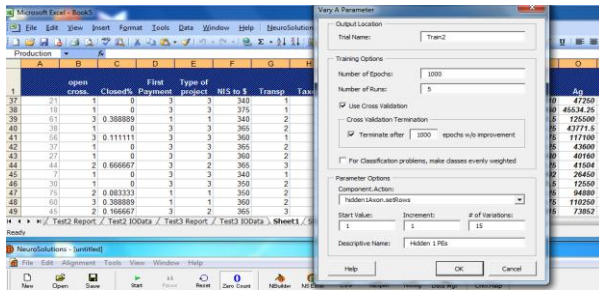 Microsoft Excel - Book5
File Edit View Insert Format Tools Data Window Help NeuroSolutions
Production
A B C D E F G H
1 open cross. Closed% First Payment Type of project NIS to $ Transp Ag
37 21 1 0 3 3 340 1 47250
38 18 1 0 3 3 375 1 45534.25
39 61 3 0.388889 1 1 340 1 125500
40 38 1 0 3 3 365 2 43771.5
41 56 3 0.111111 3 3 360 1 117100
42 37 1 0 3 3 365 2 43600
43 27 1 0 3 3 360 1 40160
44 44 2 0.666667 3 2 365 3 104250
45 7 1 0 3 3 340 1 26450
46 30 1 0 3 3 350 1 12550
47 75 2 0.083333 1 1 350 2 94880
48 60 3 0.388889 1 1 360 2 110250
49 45 2 0.166667 3 2 365 3 73852
Test2 Report / Test2 IOData / Test3 Report / Test3 IOData / Sheet1
Ready
NeuroSolutions - [untitled]
File Edit Alignment Tools View Window Help
New Open Save Start Pause Reset Zero Count NBuilder
Vary A Parameter
Output Location
Trial Name: Train2
Training Options
Number of Epochs: 1000
Number of Runs: 5
Use Cross Validation
Cross Validation Termination
Terminate after 1000 epochs w/o improvement
For Classification problems, make classes evenly weighted
Parameter Options
Component.Action:
hidden1Axon.setRows
Start Value: Increment: # of Variations:
1 1 15
Descriptive Name: Hidden 1 PEs
Help OK Cancel